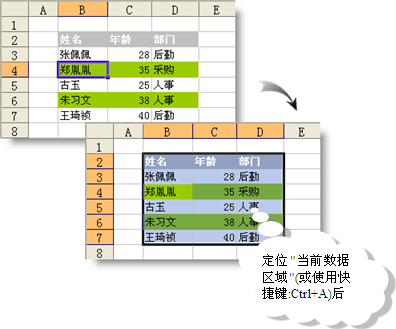 A B C D E
1
2 姓名 年龄 部门
3 张佩佩 28 后勤
4 郑胤胤 35 采购
5 古玉 25 人事
6 朱习文 38 人事
7 王琦祯 40 后勤
8
A B C D E
1
2 姓名 年龄 部门
3 张佩佩 28 后勤
4 郑胤胤 35 采购
5 古玉 25 人事
6 朱习文 38 人事
7 王琦祯 40 后勤
8
定位"当前数据
区域"(或使用快
捷键:Ctrl+A)后